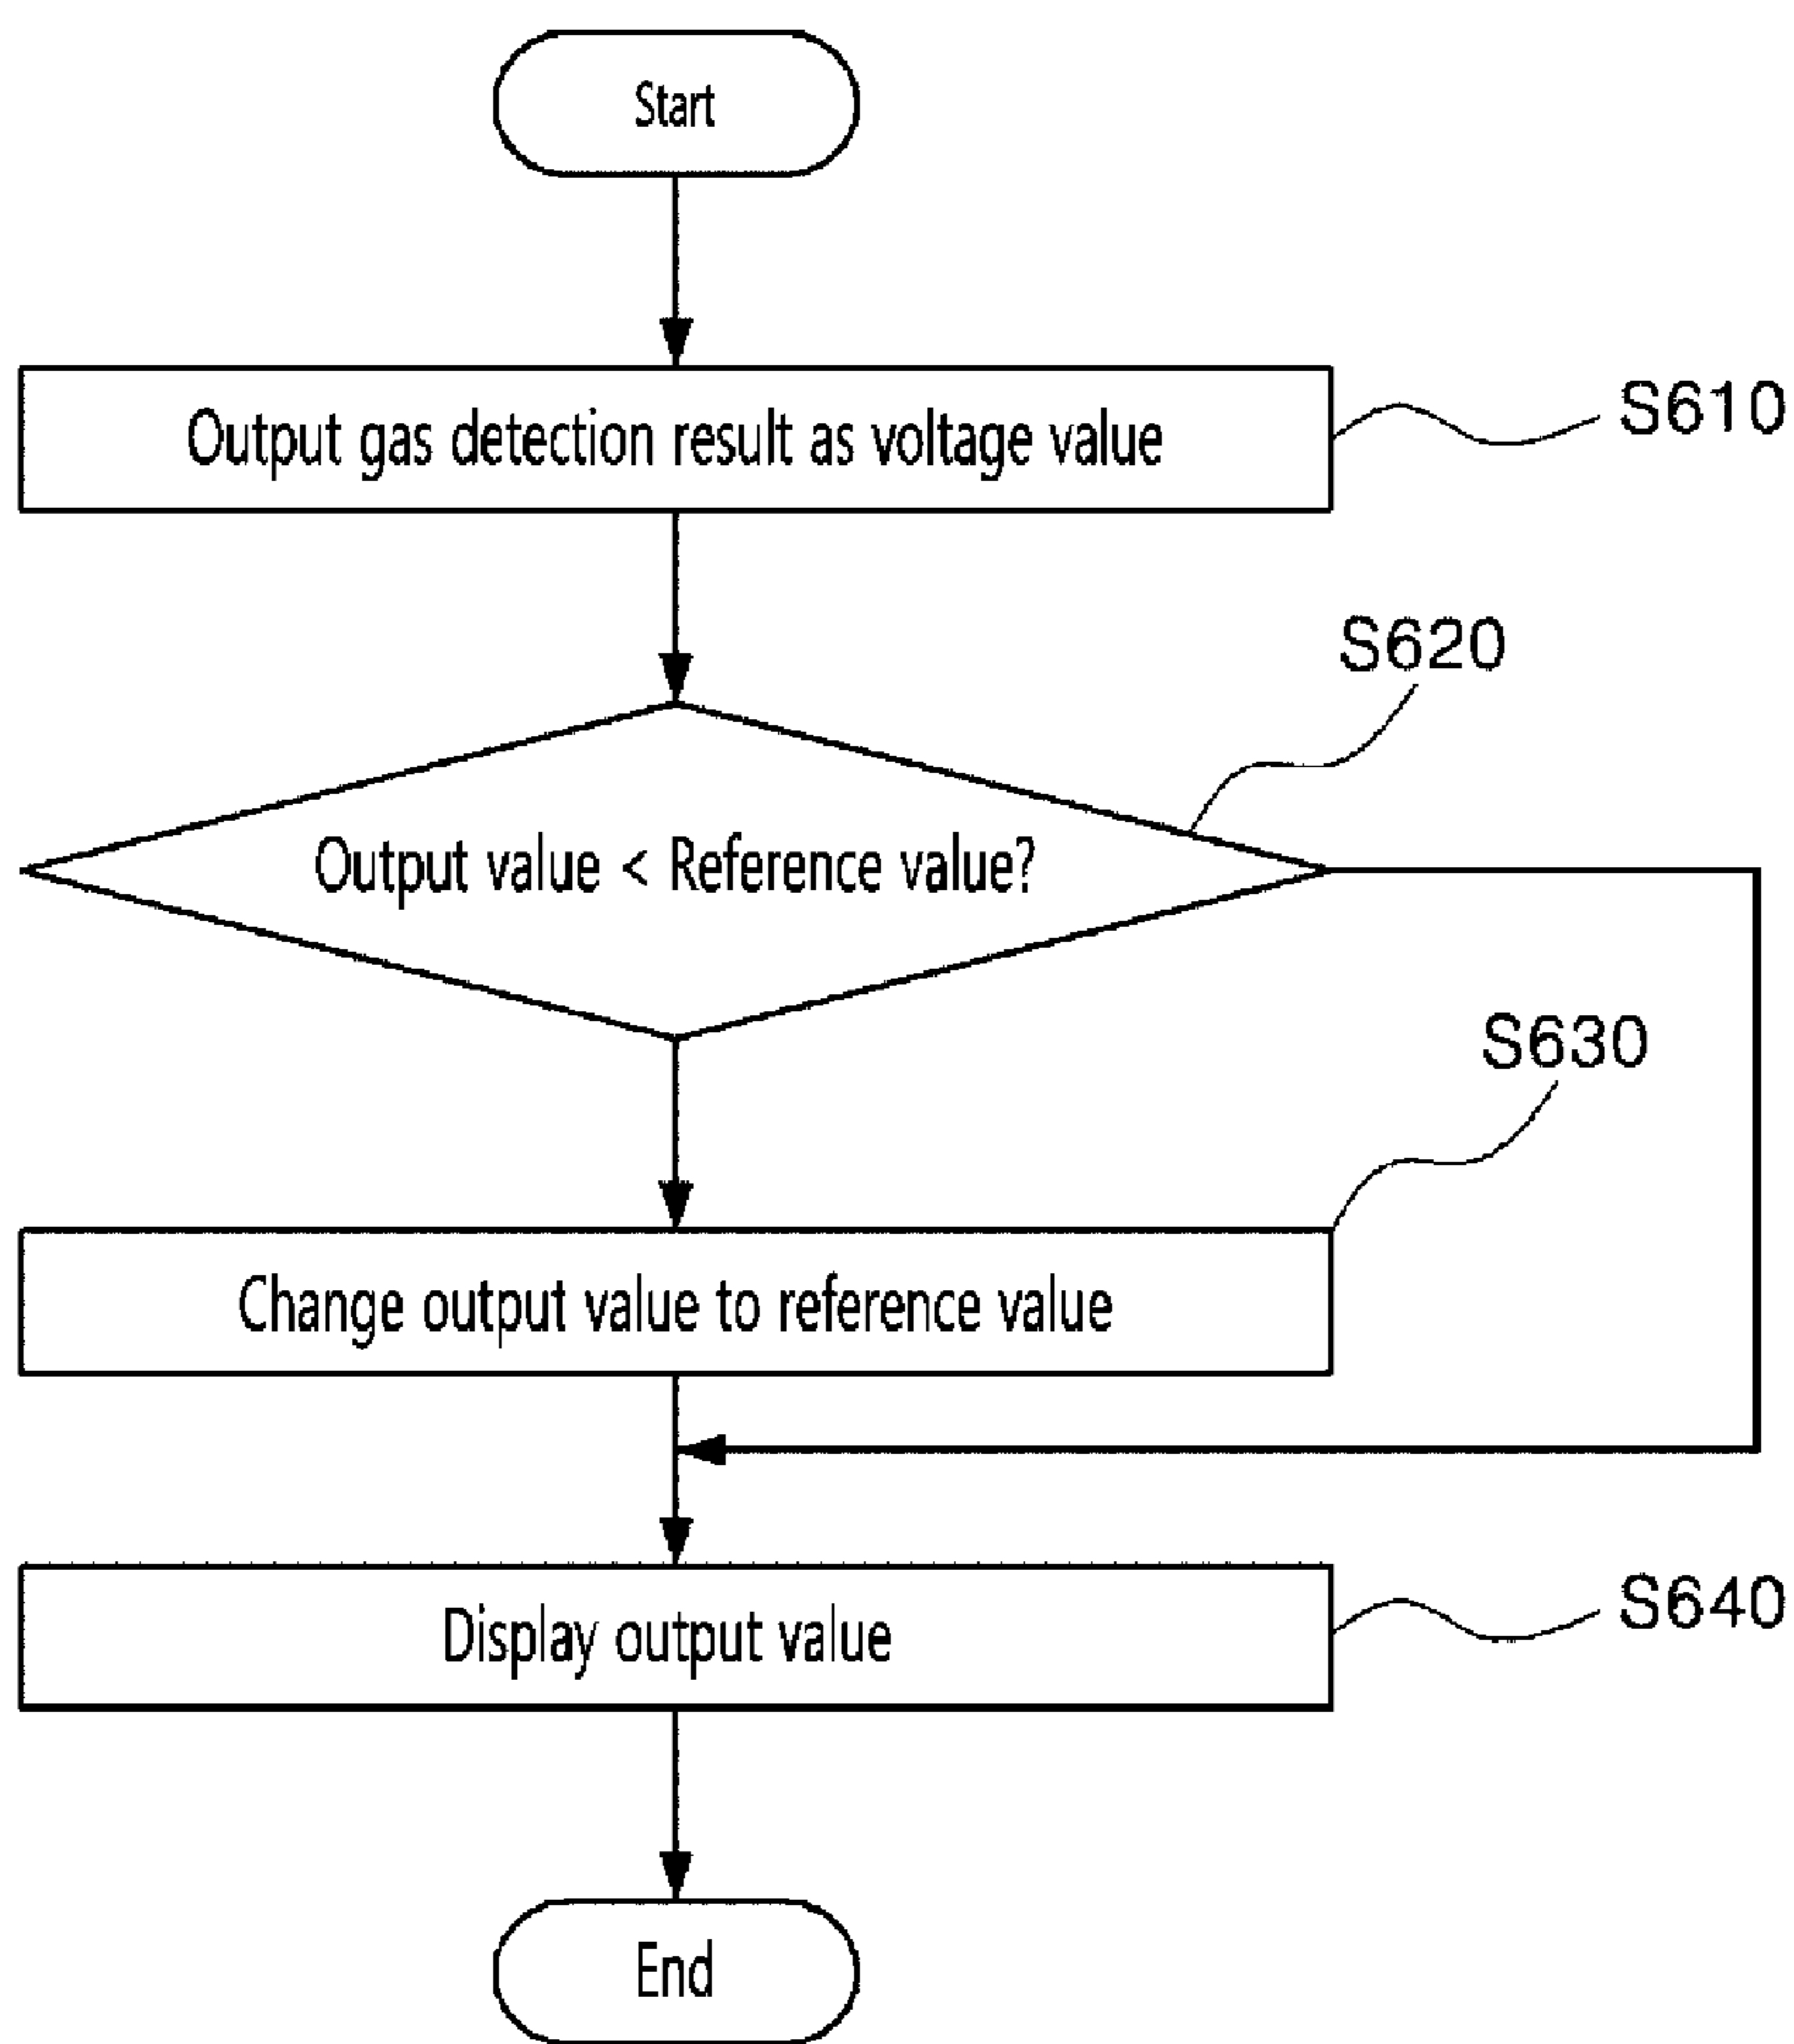 Start
Output gas detection result as voltage value
S610
S620
Output value < Reference value?
S630
Change output value to reference value
Display output value
S640
End